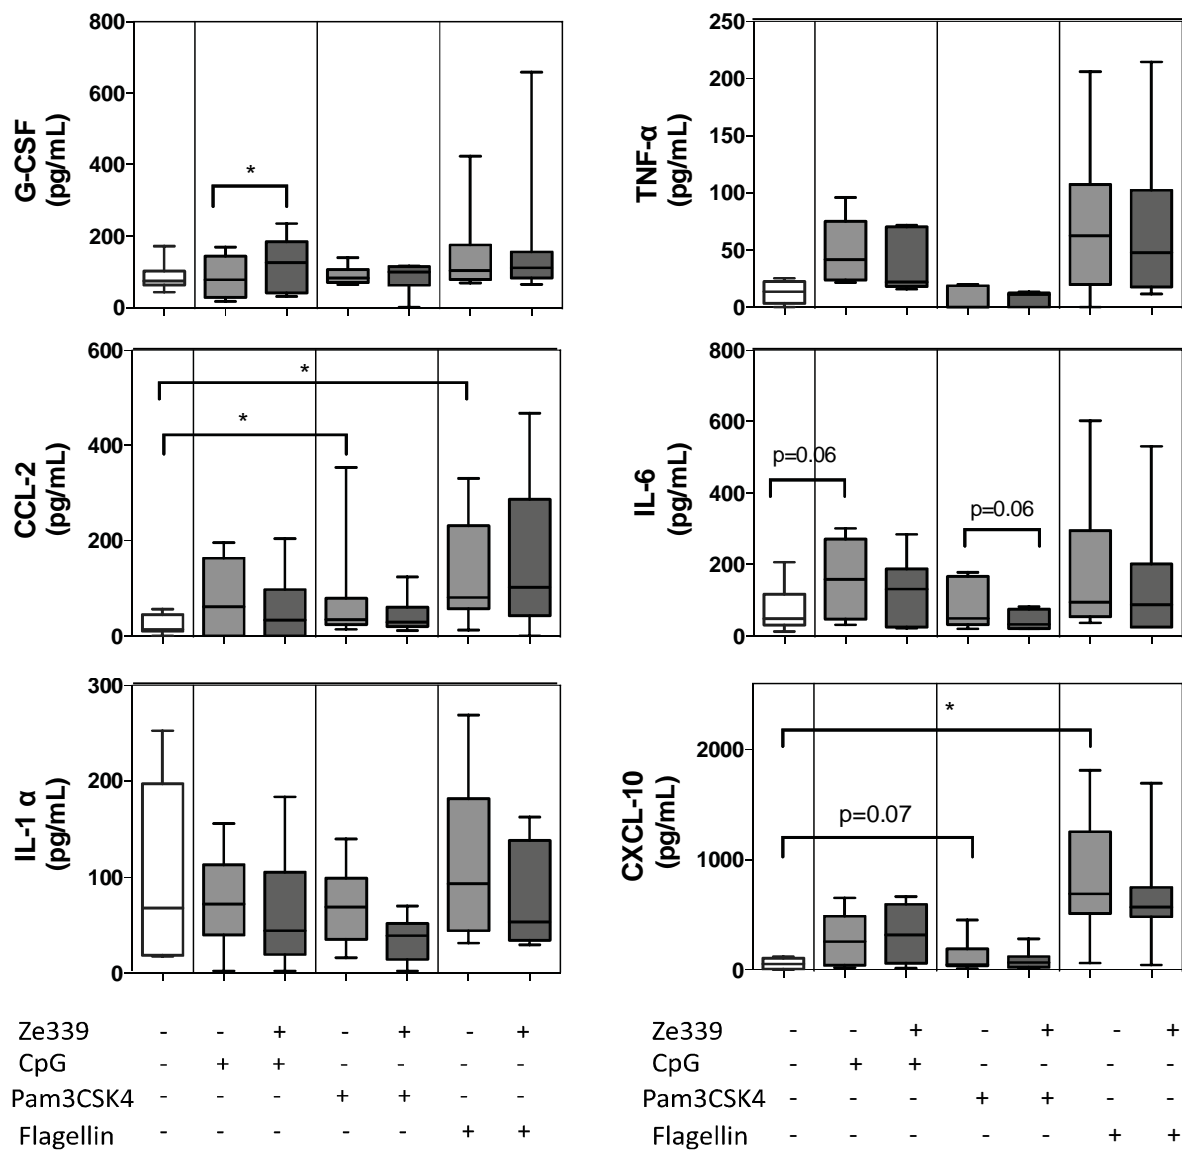 G-CSF
(pg/mL)
800
600
400
200
0
*
TNF-α
(pg/mL)
250
200
150
100
50
0
CCL-2
(pg/mL)
600
400
200
0
*
*
IL-6
(pg/mL)
800
600
400
200
0
p=0.06
p=0.06
IL-1 α
(pg/mL)
300
200
100
0
CXCL-10
(pg/mL)
2000
1000
0
*
p=0.07
Ze339 - - + - + - +
CpG - + + - - - -
Pam3CSK4 - - - + + - -
Flagellin - - - - - + +
Ze339 - - + - + - +
CpG - + + - - - -
Pam3CSK4 - - - + + - -
Flagellin - - - - - + +